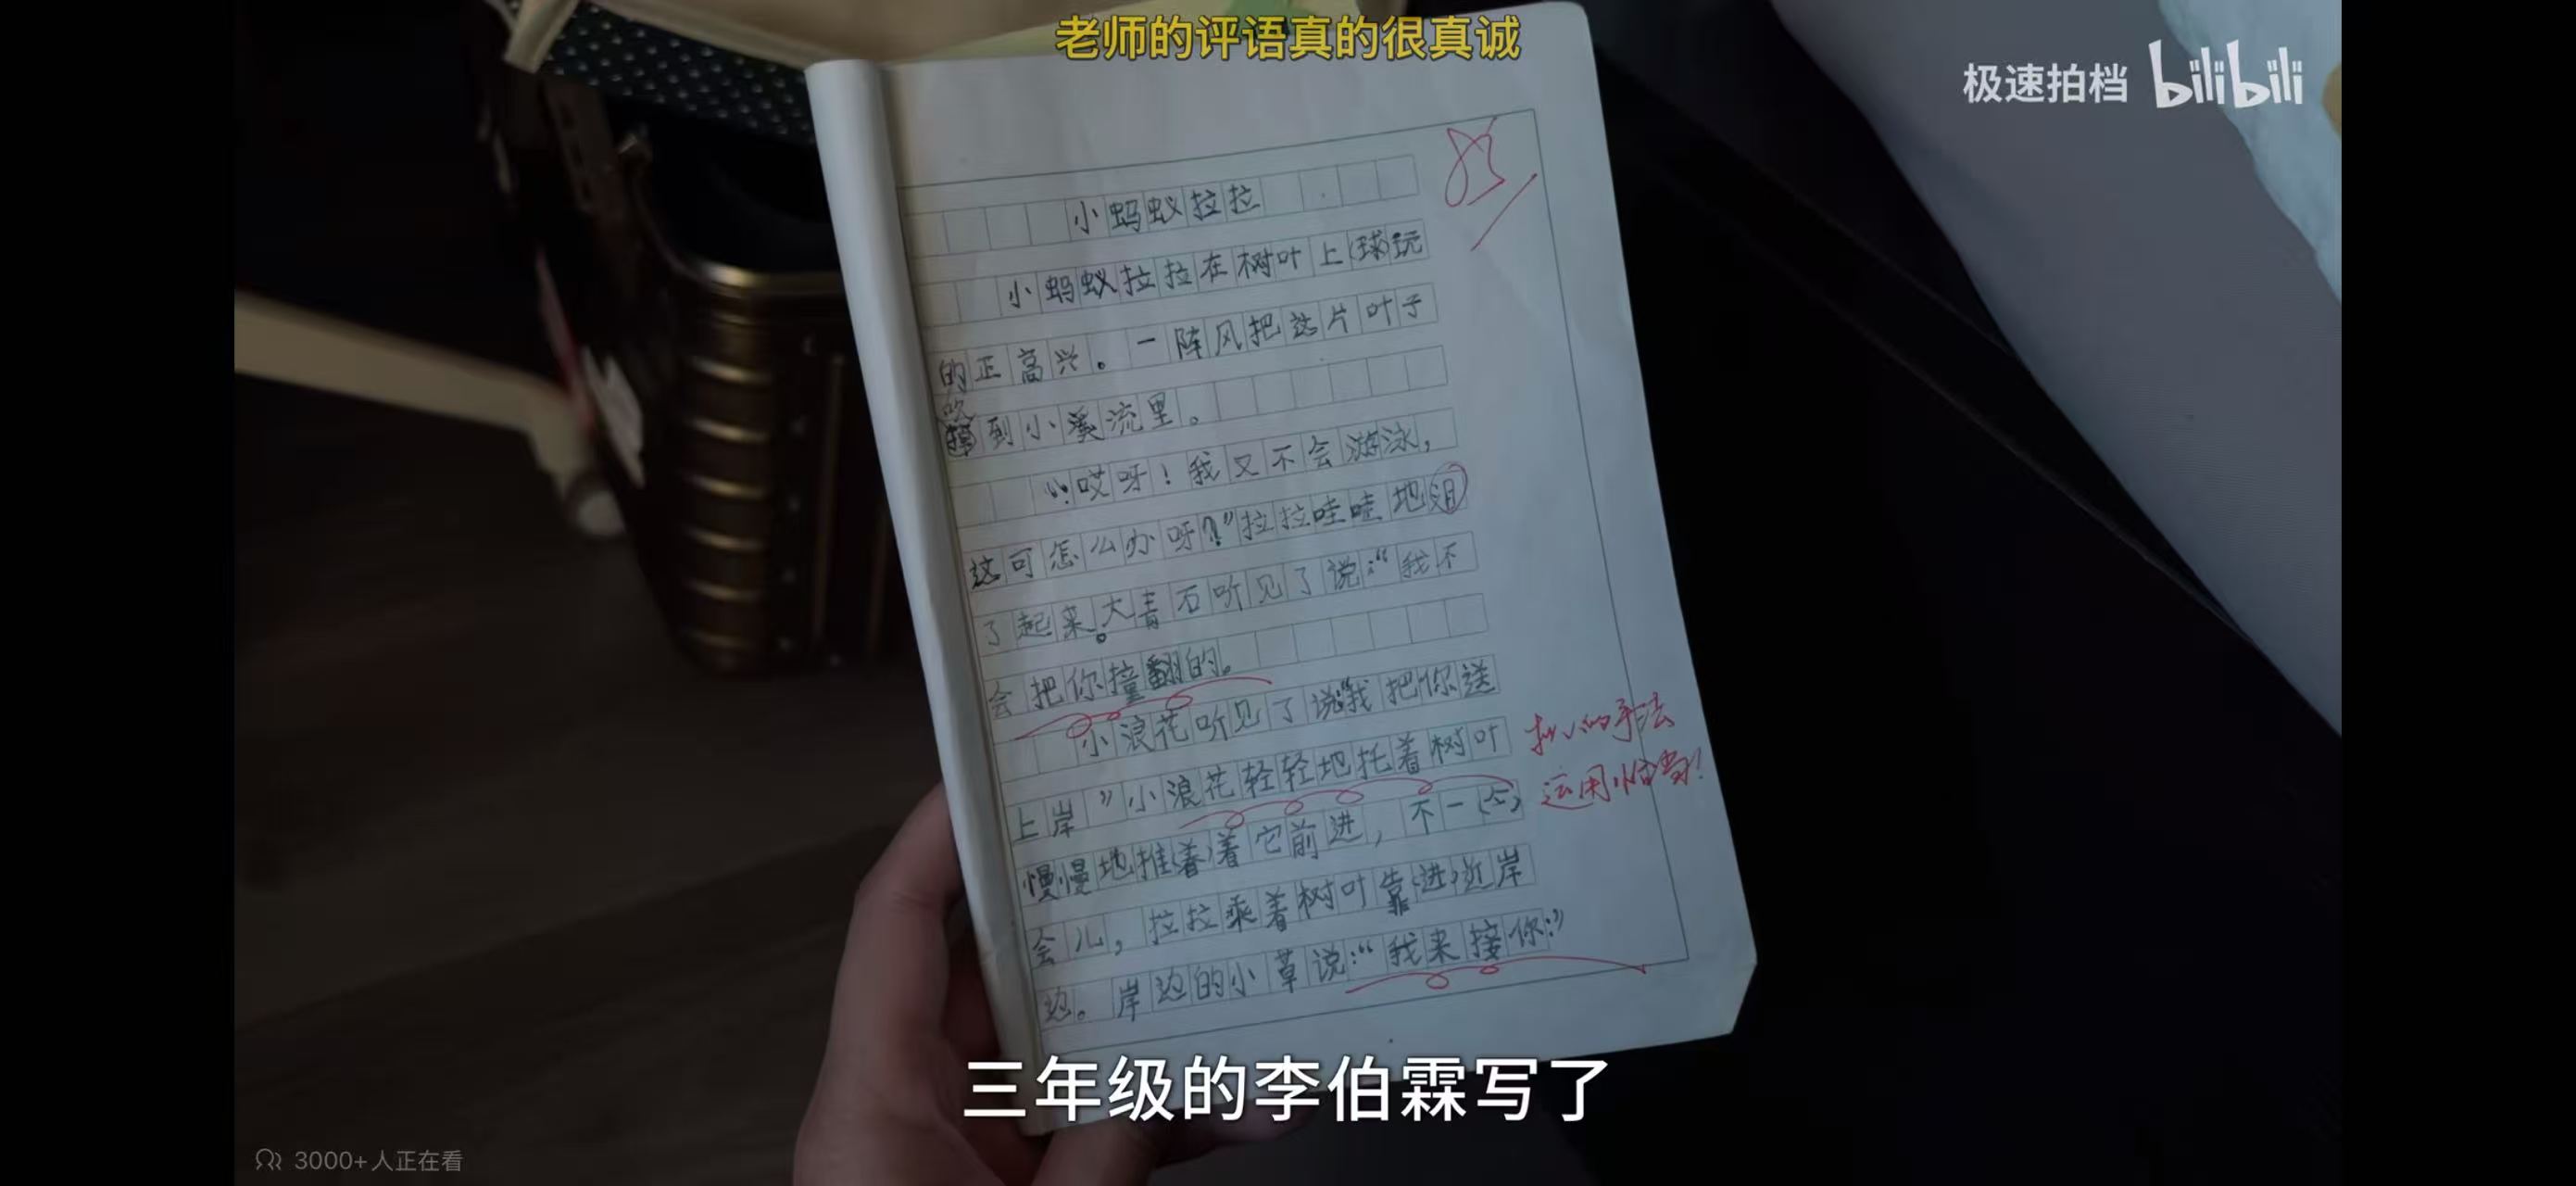 老师的评语真的很真诚
极速拍档 bilibili
小蚂蚁拉拉
小蚂蚁拉拉在树叶上(球)玩
的正高兴。一阵风把这片叶子
吹
到小溪流里。
“哎呀！我又不会游泳，
这可怎么办呀？”拉拉哇哇地泪
了起来。大青石听见了说：“我不
会把你撞翻的。
小浪花听见了说“我把你送
上岸”小浪花轻轻地托着树叶
慢慢地推(着)着它前进，不一(会)
会儿，拉拉乘着树叶靠(进)近岸
边。岸边的小草说：“我来接你：”
拟人的手法
运用恰当！
三年级的李伯霖写了
3000+人正在看